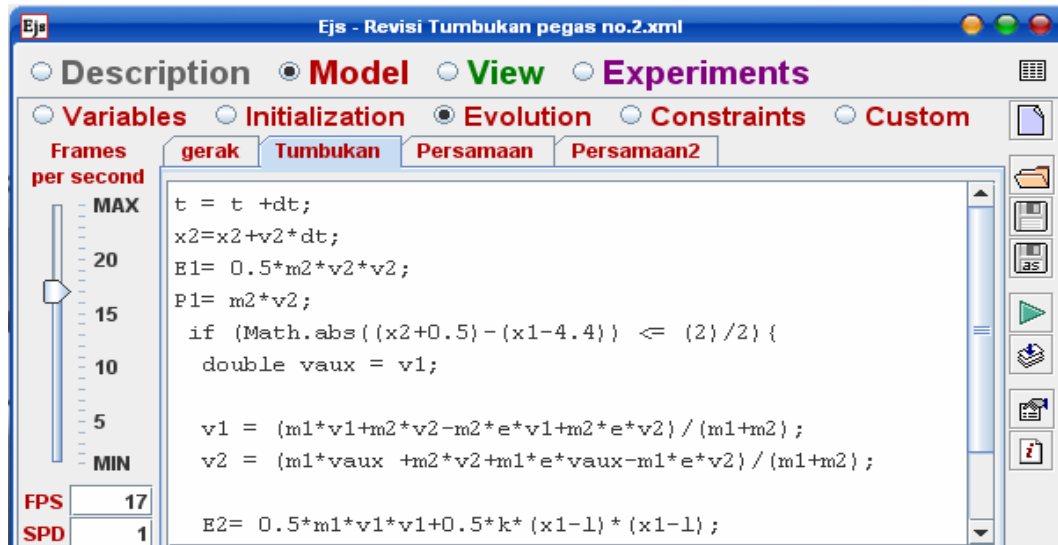 Ejs
Ejs - Revisi Tumbukan pegas no.2.xml
Description Model View Experiments
Variables Initialization Evolution Constraints Custom
Frames
per second
MAX
20
15
10
5
MIN
FPS 17
SPD 1
gerak Tumbukan Persamaan Persamaan2
t = t +dt;
x2=x2+v2*dt;
E1= 0.5*m2*v2*v2;
P1= m2*v2;
if (Math.abs((x2+0.5)-(x1-4.4)) <= (2)/2){
double vaux = v1;
v1 = (m1*v1+m2*v2-m2*e*v1+m2*e*v2)/(m1+m2);
v2 = (m1*vaux +m2*v2+m1*e*vaux-m1*e*v2)/(m1+m2);
E2= 0.5*m1*v1*v1+0.5*k*(x1-l)*(x1-l);
as
i